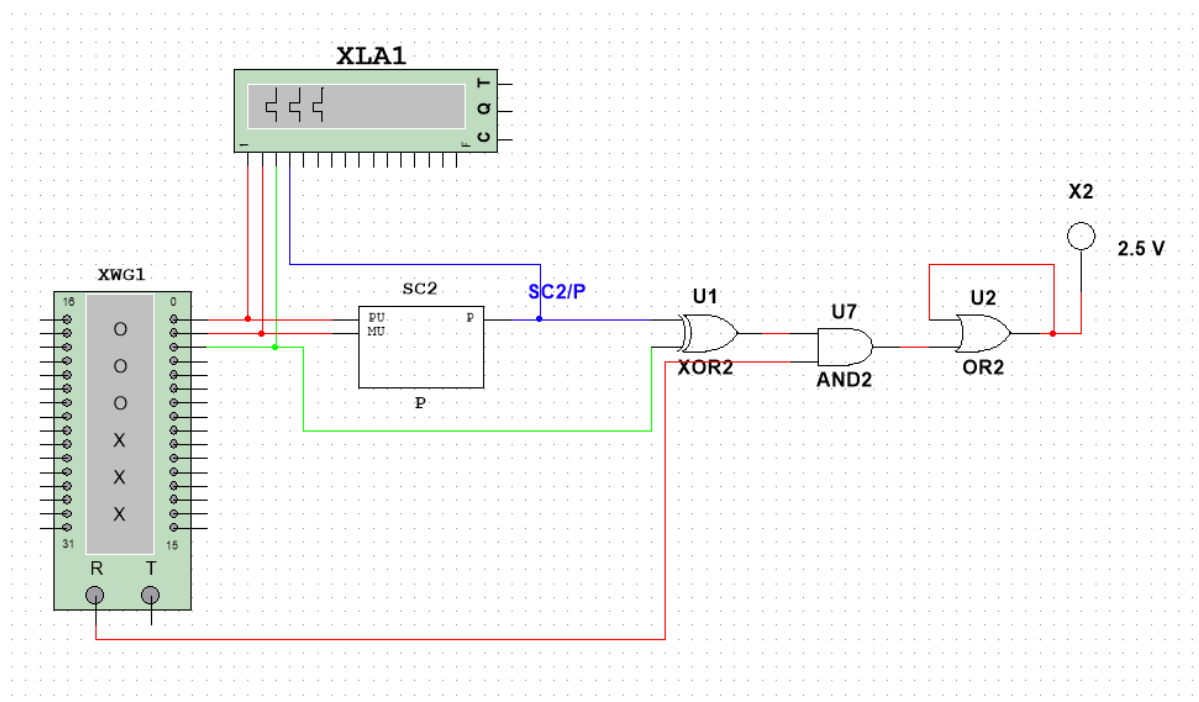 XLA1
T
Q
C
1
F
X2
2.5 V
XWG1
16
0
O
O
O
X
X
X
31
15
R
T
SC2
PU
MU
P
P
SC2/P
U1
XOR2
U7
AND2
U2
OR2